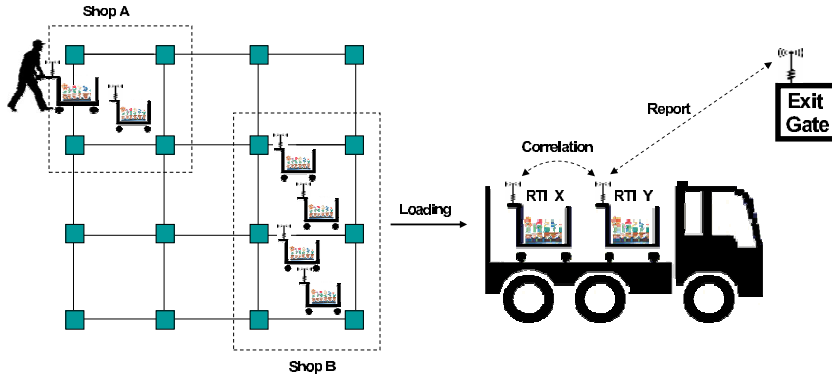 Shop A
Exit
Gate
Report
Correlation
RTI X
RTI Y
Loading
Shop B